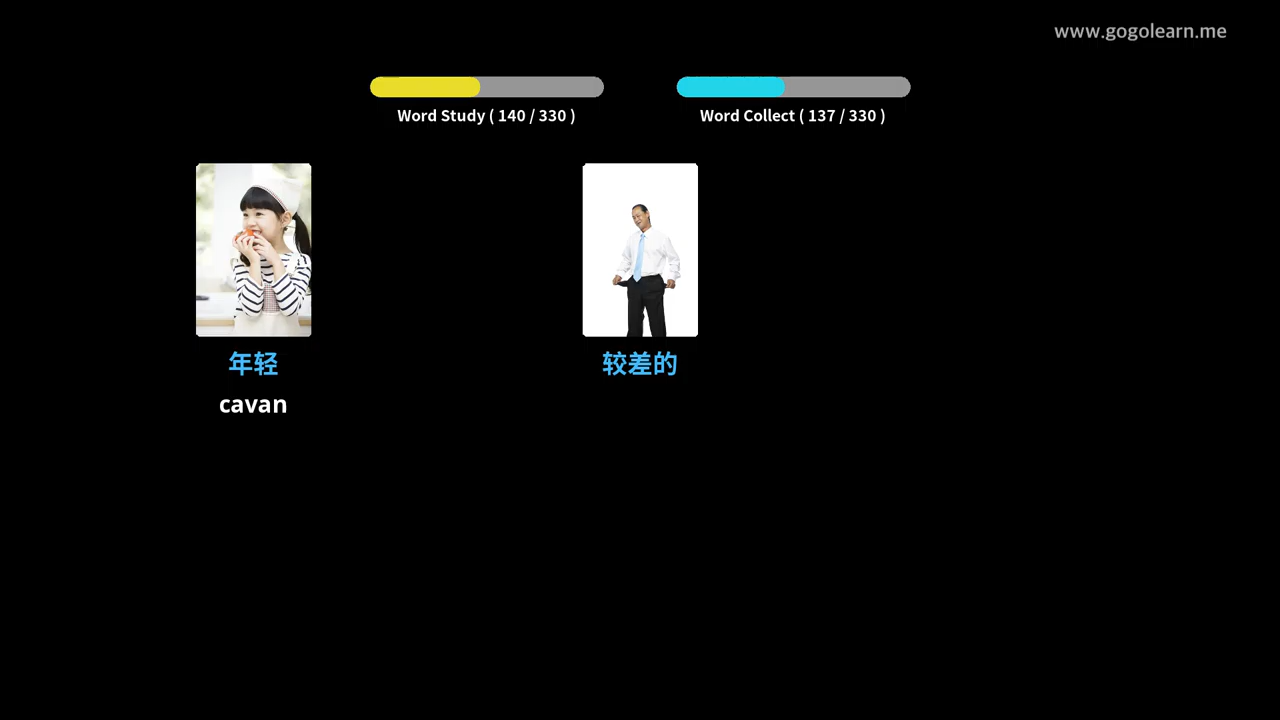 www.gogolearn.me
Word Study ( 140 / 330 )
Word Collect ( 137 / 330 )
年轻
较差的
cavan